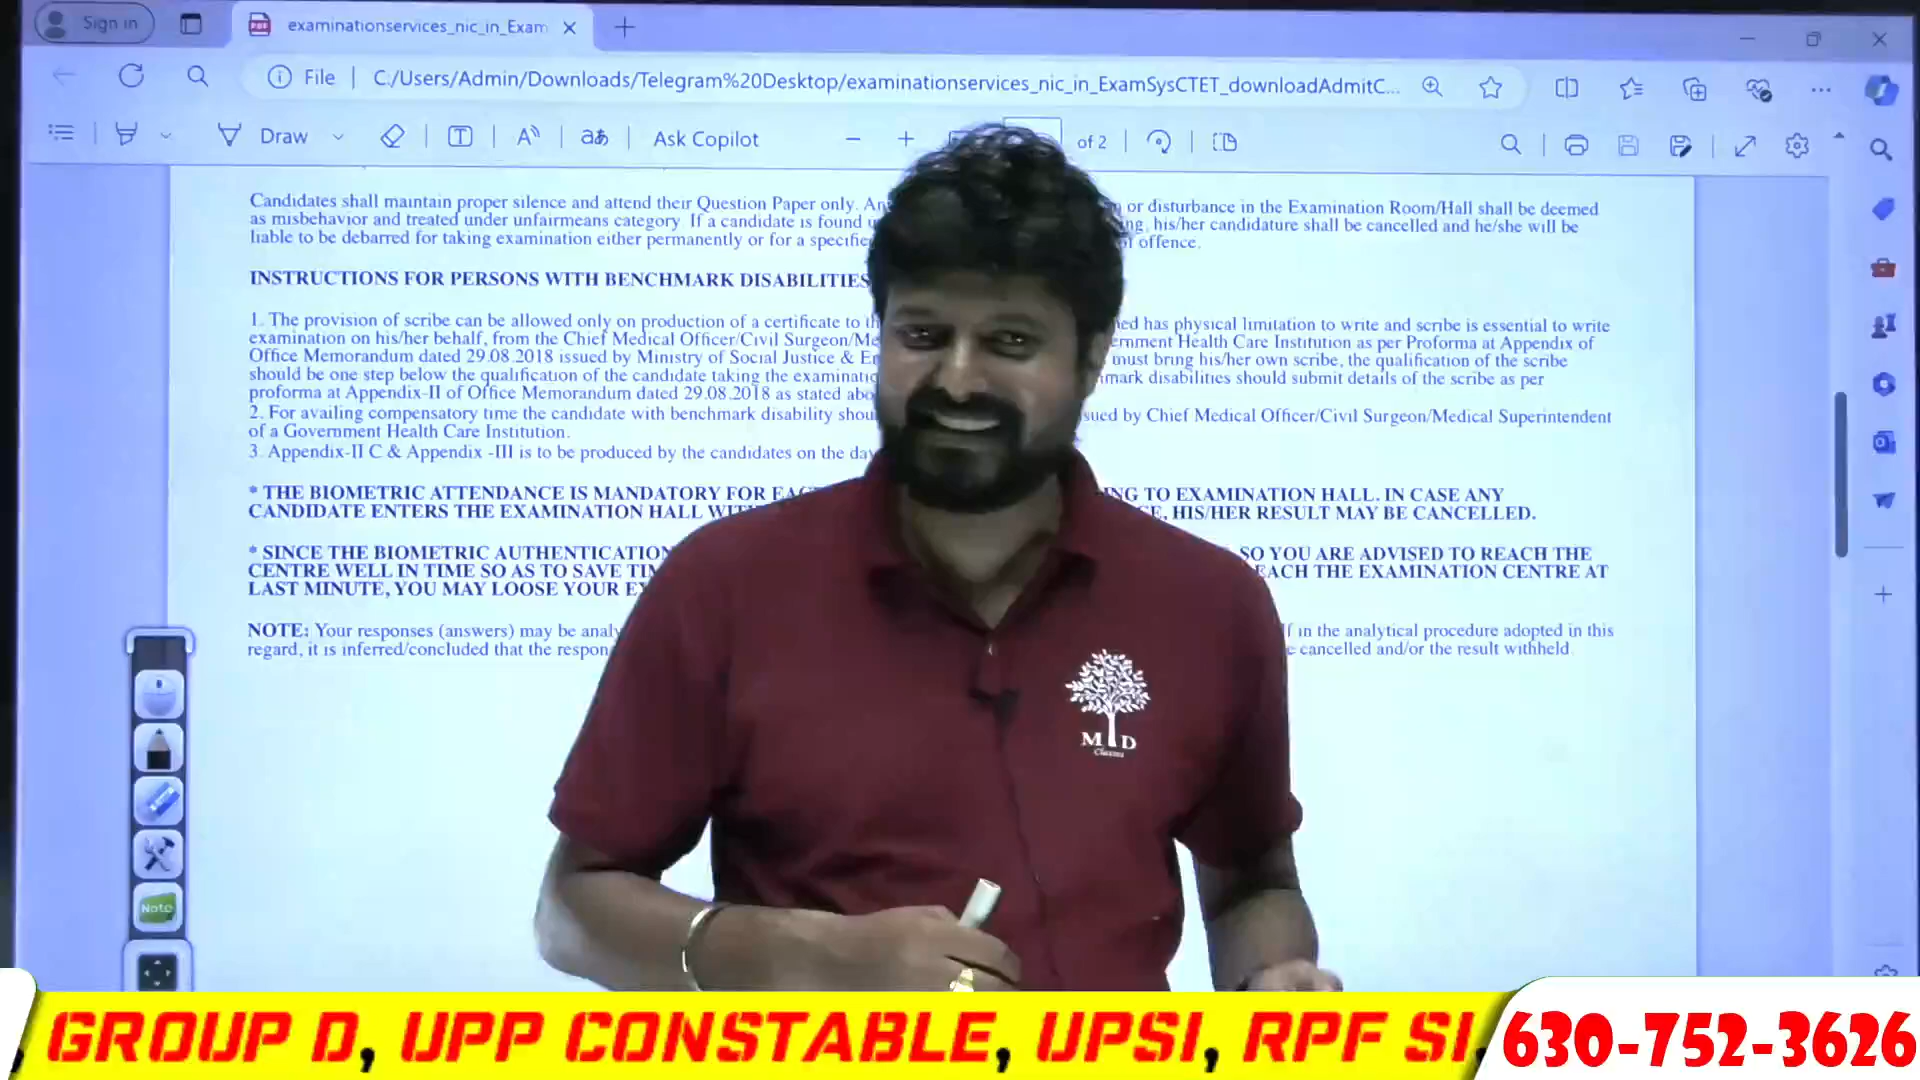 Sign in
examinationservices_nic_in_Exam
File
C:/Users/Admin/Downloads/Telegram%20Desktop/examinationservices_nic_in_ExamSysCTET_downloadAdmitC...
Draw
Ask Copilot
of 2
Candidates shall maintain proper silence and attend their Question Paper only. or disturbance in the Examination Room/Hall shall be deemed
as misbehavior and treated under unfairmeans category. If a candidate is found his/her candidature shall be cancelled and he/she will be
liable to be debarred for taking examination either permanently or for a of offence.
INSTRUCTIONS FOR PERSONS WITH BENCHMARK DISABILITIES
1. The provision of scribe can be allowed only on production of a certificate to has physical limitation to write and scribe is essential to write
examination on his/her behalf, from the Chief Medical Officer/Civil Health Care Institution as per Proforma at Appendix of
Office Memorandum dated 29.08.2018 issued by Ministry of Social Justice & must bring his/her own scribe, the qualification of the scribe
should be one step below the qualification of the candidate taking the disabilities should submit details of the scribe as per
proforma at Appendix-II of Office Memorandum dated 29.08.2018 as stated
2. For availing compensatory time the candidate with benchmark disability by Chief Medical Officer/Civil Surgeon/Medical Superintendent
of a Government Health Care Institution.
3. Appendix-II C & Appendix -III is to be produced by the candidates on the
* THE BIOMETRIC ATTENDANCE IS MANDATORY FOR TO EXAMINATION HALL. IN CASE ANY
CANDIDATE ENTERS THE EXAMINATION HALL HIS/HER RESULT MAY BE CANCELLED.
* SINCE THE BIOMETRIC AUTHENTICATION SO YOU ARE ADVISED TO REACH THE
CENTRE WELL IN TIME SO AS TO SAVE THE EXAMINATION CENTRE AT
LAST MINUTE, YOU MAY LOOSE YOUR
NOTE: Your responses (answers) may be in the analytical procedure adopted in this
regard, it is inferred/concluded that the cancelled and/or the result withheld.
M D
Classes
Note
, GROUP D, UPP CONSTABLE, UPSI, RPF SI,
630-752-3626